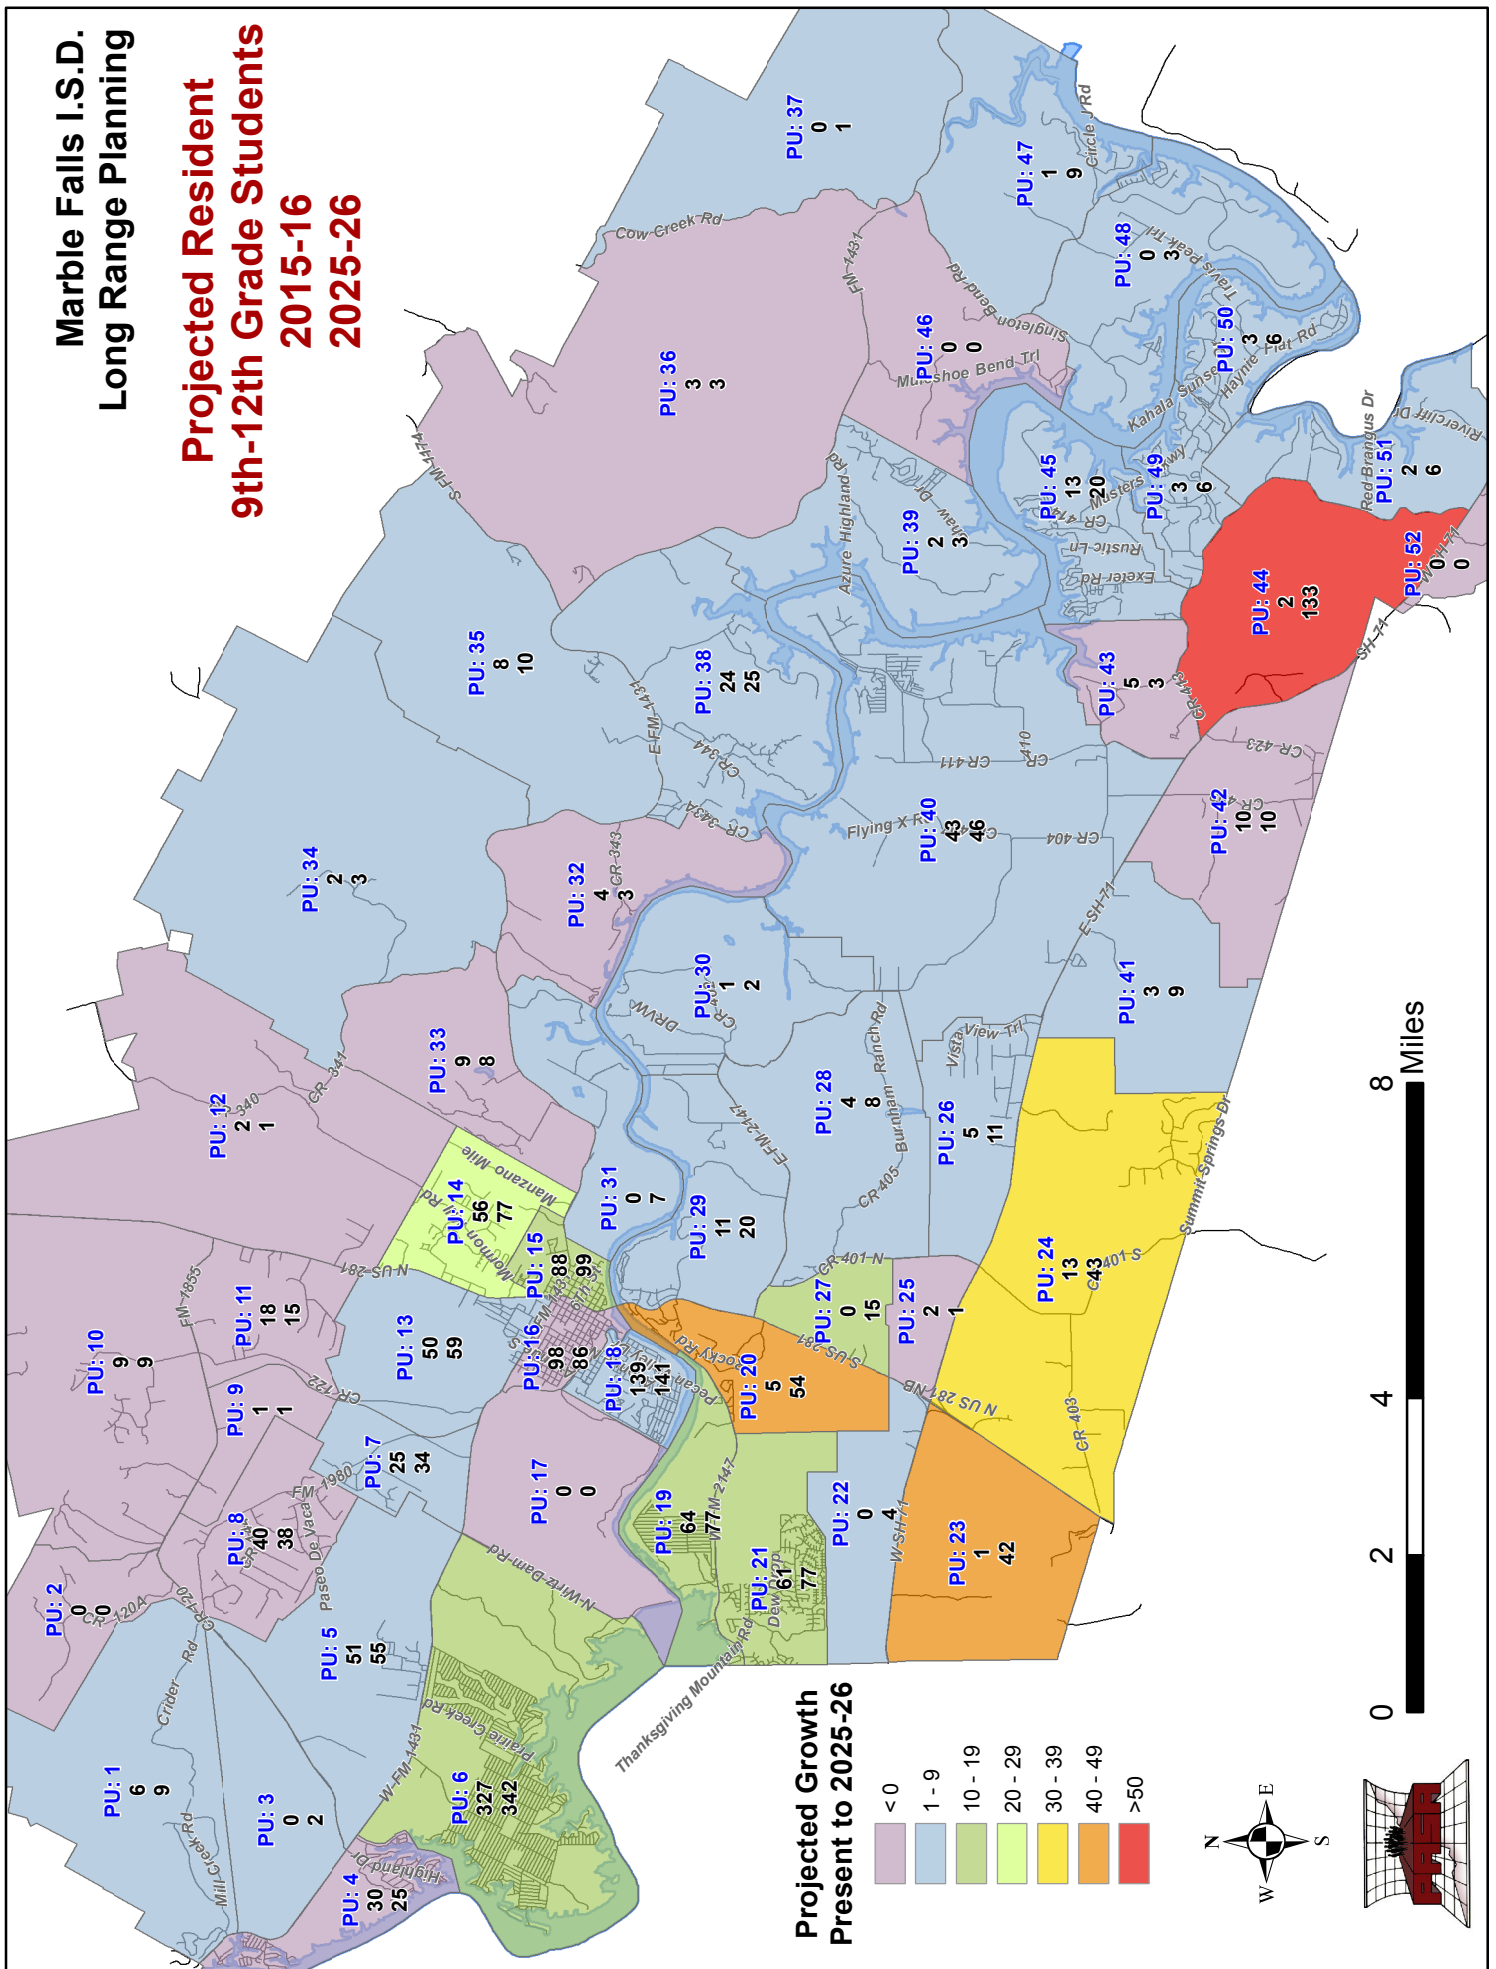 Marble Falls I.S.D.
Long Range Planning
Projected Resident
9th-12th Grade Students
2015-16
2025-26
PU: 1
6
9
PU: 2
0
0
PU: 3
0
2
PU: 4
30
25
PU: 5
51
55
PU: 6
327
342
PU: 7
25
34
PU: 8
40
38
PU: 9
1
1
PU: 10
9
9
PU: 11
18
15
PU: 12
2
1
PU: 13
50
59
PU: 14
56
77
PU: 15
88
99
PU: 16
98
86
PU: 17
0
0
PU: 18
139
141
PU: 19
64
77
PU: 20
5
54
PU: 21
61
77
PU: 22
0
4
PU: 23
1
42
PU: 24
13
43
PU: 25
2
1
PU: 26
5
11
PU: 27
0
15
PU: 28
4
8
PU: 29
11
20
PU: 30
1
2
PU: 31
0
7
PU: 32
4
3
PU: 33
9
8
PU: 34
2
3
PU: 35
8
10
PU: 36
3
3
PU: 37
0
1
PU: 38
24
25
PU: 39
2
3
PU: 40
43
46
PU: 41
3
9
PU: 42
10
10
PU: 43
5
3
PU: 44
2
133
PU: 45
13
20
PU: 46
0
0
PU: 47
1
9
PU: 48
0
3
PU: 49
3
6
PU: 50
3
6
PU: 51
2
6
PU: 52
0
0
Mill Creek Rd
Crider Rd
CR 120A
CR 120
Highland Dr
W FM 1431
Prairie Creek Rd
N Wirtz Dam Rd
Paseo De Vaca
FM 1980
CR 122
FM 1855
N US 281
CR 341
340
Mormon Mill Rd
Manzano Mile
Thanksgiving Mountain Rd
Dew Drop
W FM 2147
W SH 71
Pecan Valley
Rocky Rd
S US 281
N US 281 NB
CR 403
CR 401 N
CR 401 S
Summit Springs Dr
CR 405
Burnham Ranch Rd
E FM 2147
Vista View Trl
DRVW
CR 343
CR 343A
CR 344
E FM 1431
S FM 1174
Cow Creek Rd
FM 1431
Singleton Bend Rd
Muleshoe Bend Trl
Azure Highland Rd
Flying X R
CR 404
CR 411
CR 410
E SH 71
CR 423
CR 413
CR 414
Rustic Ln
Exeter Rd
Masters Pkwy
Kahala Sunset
Haynie Flat Rd
Travis Peak Trl
Circle J Rd
Red Brangus Dr
Rivercliff Dr
SH 71
W SH 71
Projected Growth
Present to 2025-26
< 0
1 - 9
10 - 19
20 - 29
30 - 39
40 - 49
>50
N
W
E
S
0
2
4
8
Miles